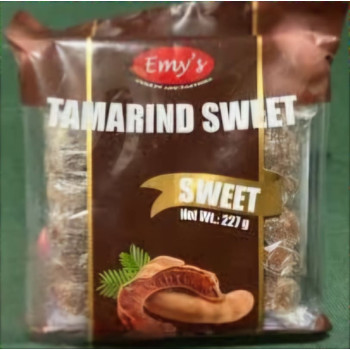 Emy's
TAMARIND SWEET
SWEET
Net Wt.: 227 g